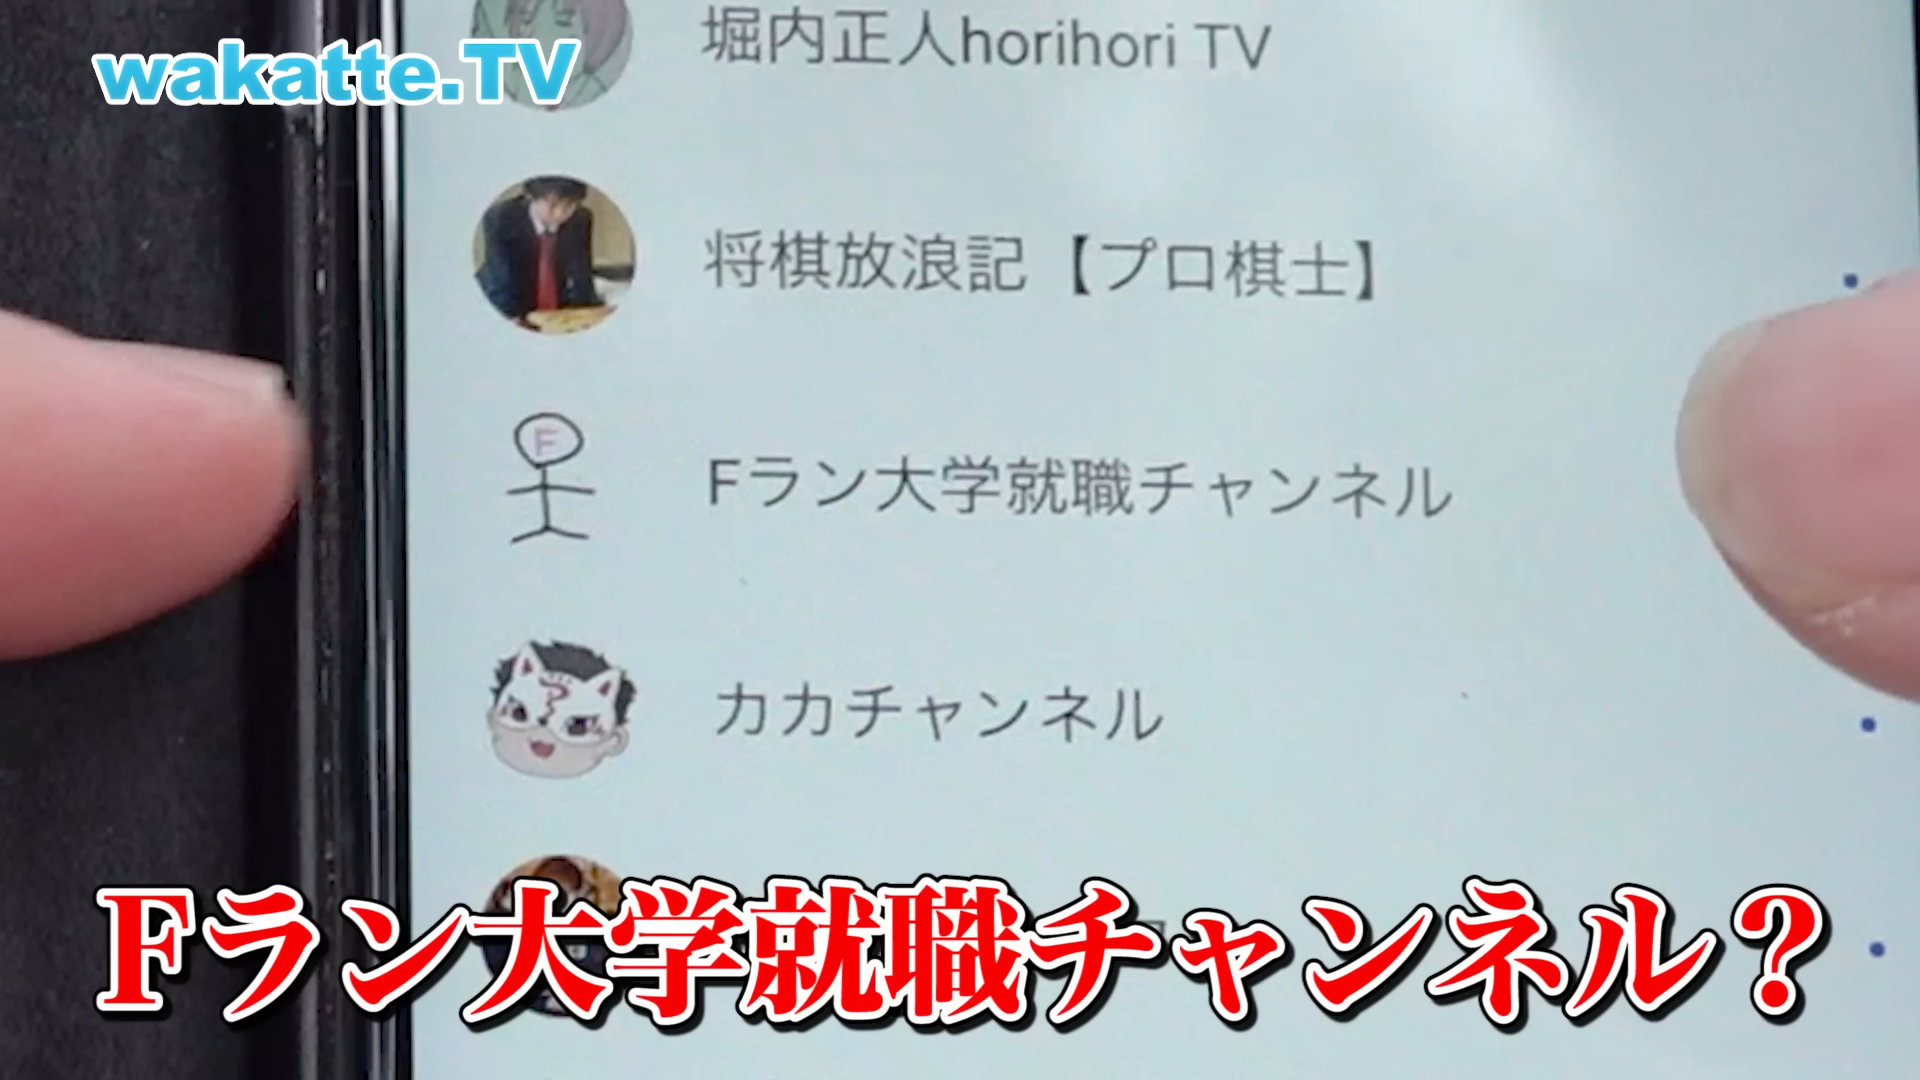 wakatte.TV
堀内正人horihori TV
将棋放浪記【プロ棋士】
F
Fラン大学就職チャンネル
カカチャンネル
Fラン大学就職チャンネル？